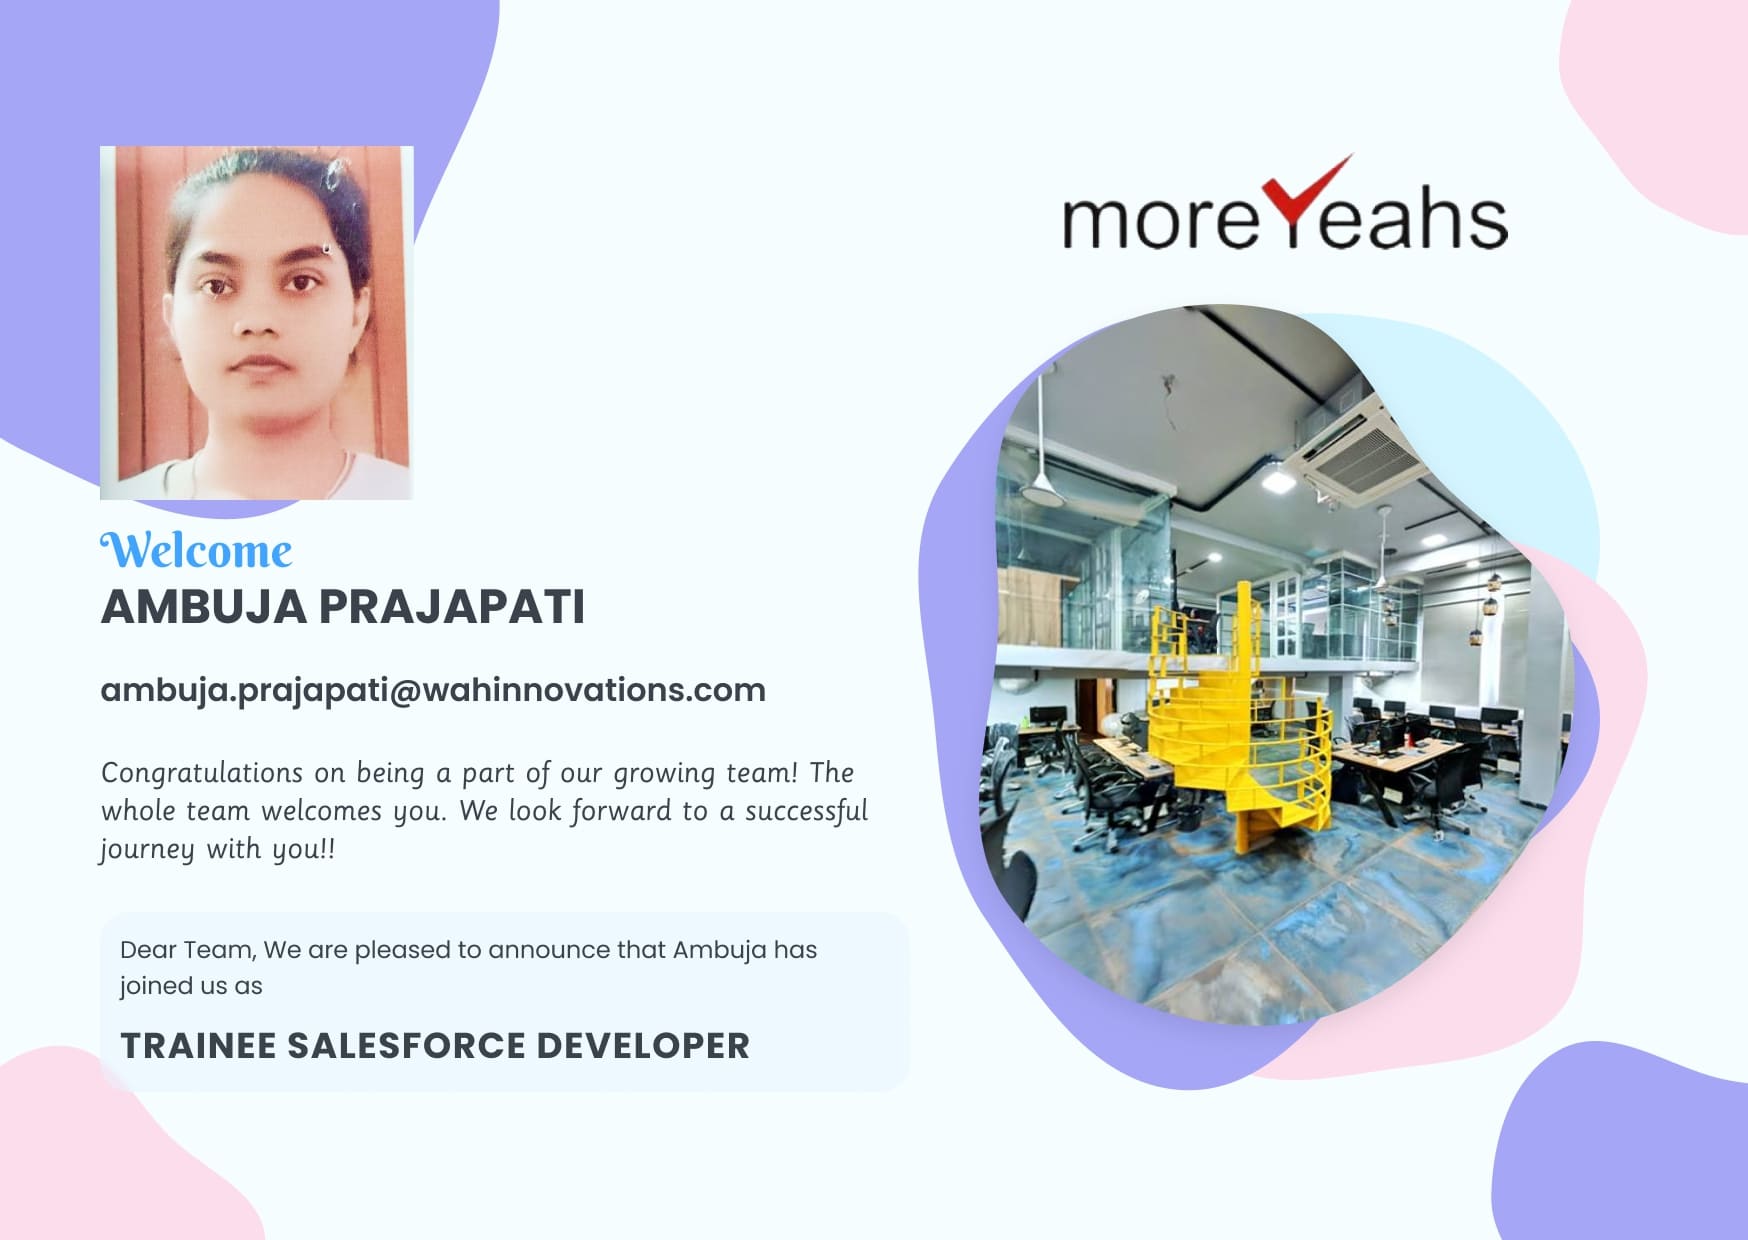 moreYeahs
Welcome
AMBUJA PRAJAPATI
ambuja.prajapati@wahinnovations.com
Congratulations on being a part of our growing team! The
whole team welcomes you. We look forward to a successful
journey with you!!
Dear Team, We are pleased to announce that Ambuja has
joined us as
TRAINEE SALESFORCE DEVELOPER